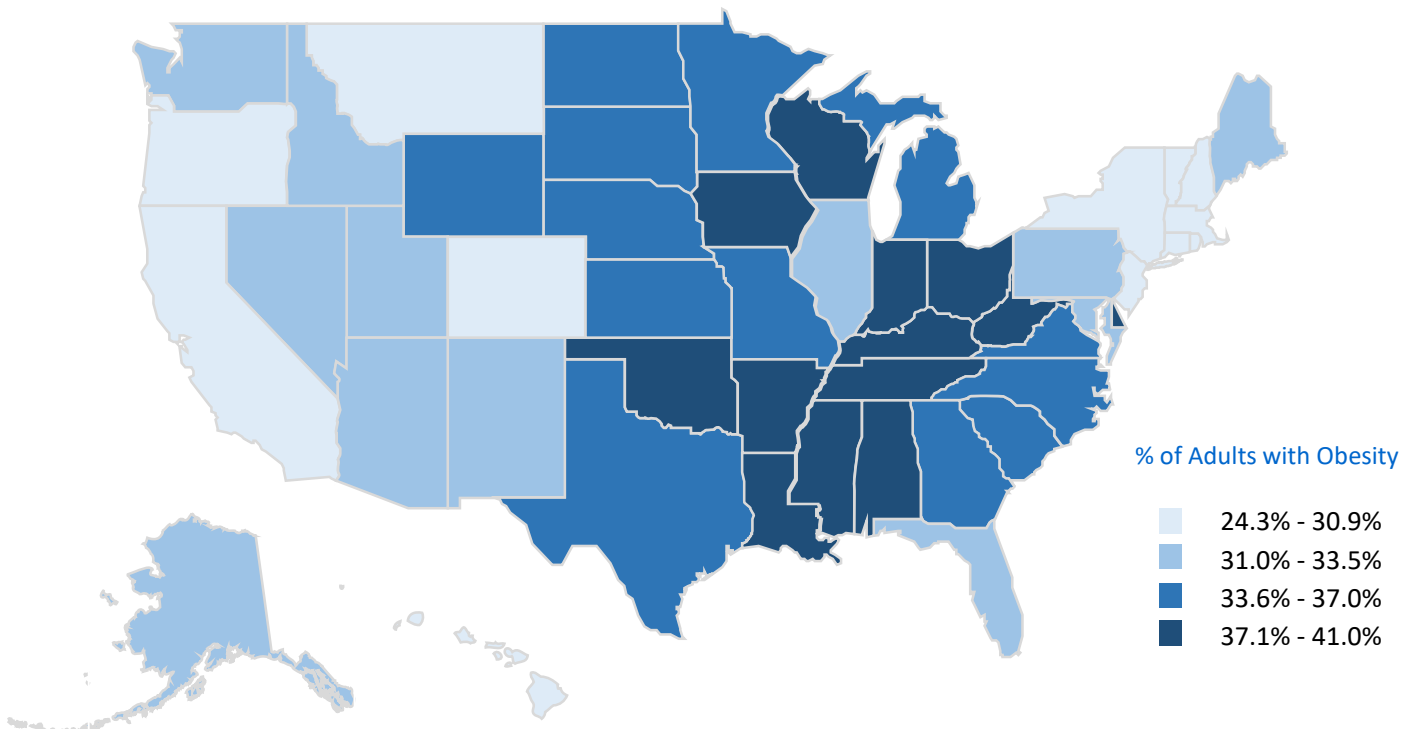 % of Adults with Obesity
24.3% - 30.9%
31.0% - 33.5%
33.6% - 37.0%
37.1% - 41.0%